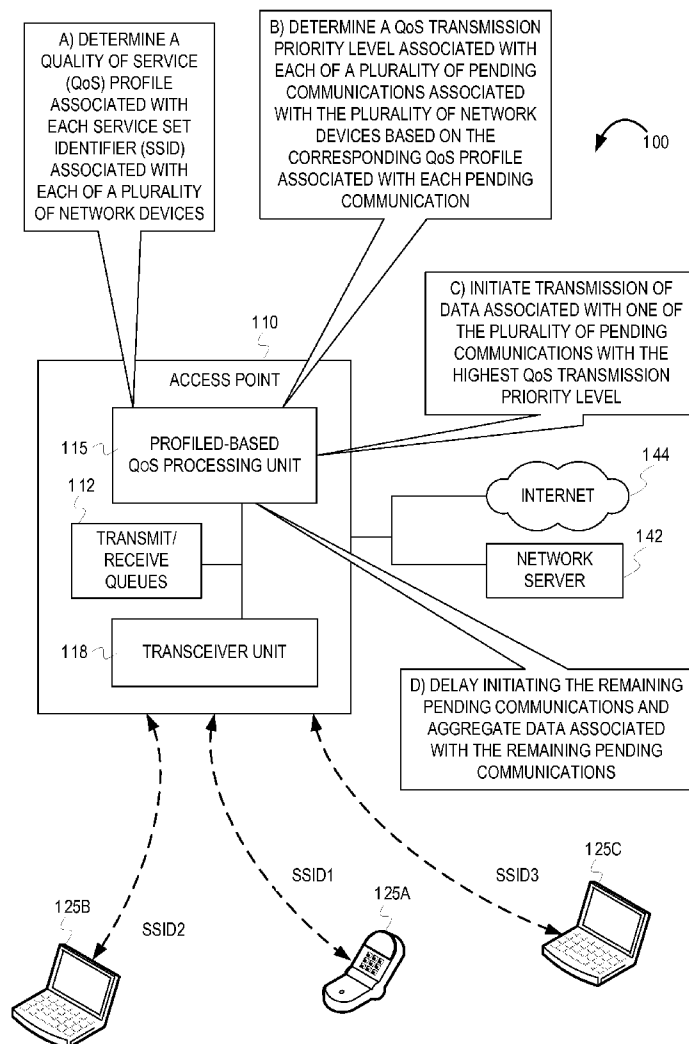 A) DETERMINE A
QUALITY OF SERVICE
(QoS) PROFILE
ASSOCIATED WITH
EACH SERVICE SET
IDENTIFIER (SSID)
ASSOCIATED WITH
EACH OF A PLURALITY
OF NETWORK DEVICES
B) DETERMINE A QoS TRANSMISSION
PRIORITY LEVEL ASSOCIATED WITH
EACH OF A PLURALITY OF PENDING
COMMUNICATIONS ASSOCIATED
WITH THE PLURALITY OF NETWORK
DEVICES BASED ON THE
CORRESPONDING QoS PROFILE
ASSOCIATED WITH EACH PENDING
COMMUNICATION
100
C) INITIATE TRANSMISSION OF
DATA ASSOCIATED WITH ONE OF
THE PLURALITY OF PENDING
COMMUNICATIONS WITH THE
HIGHEST QoS TRANSMISSION
PRIORITY LEVEL
110
ACCESS POINT
115
PROFILED-BASED
QoS PROCESSING UNIT
112
TRANSMIT/
RECEIVE
QUEUES
118
TRANSCEIVER UNIT
144
INTERNET
142
NETWORK
SERVER
D) DELAY INITIATING THE REMAINING
PENDING COMMUNICATIONS AND
AGGREGATE DATA ASSOCIATED
WITH THE REMAINING PENDING
COMMUNICATIONS
125B
SSID2
SSID1
125A
SSID3
125C